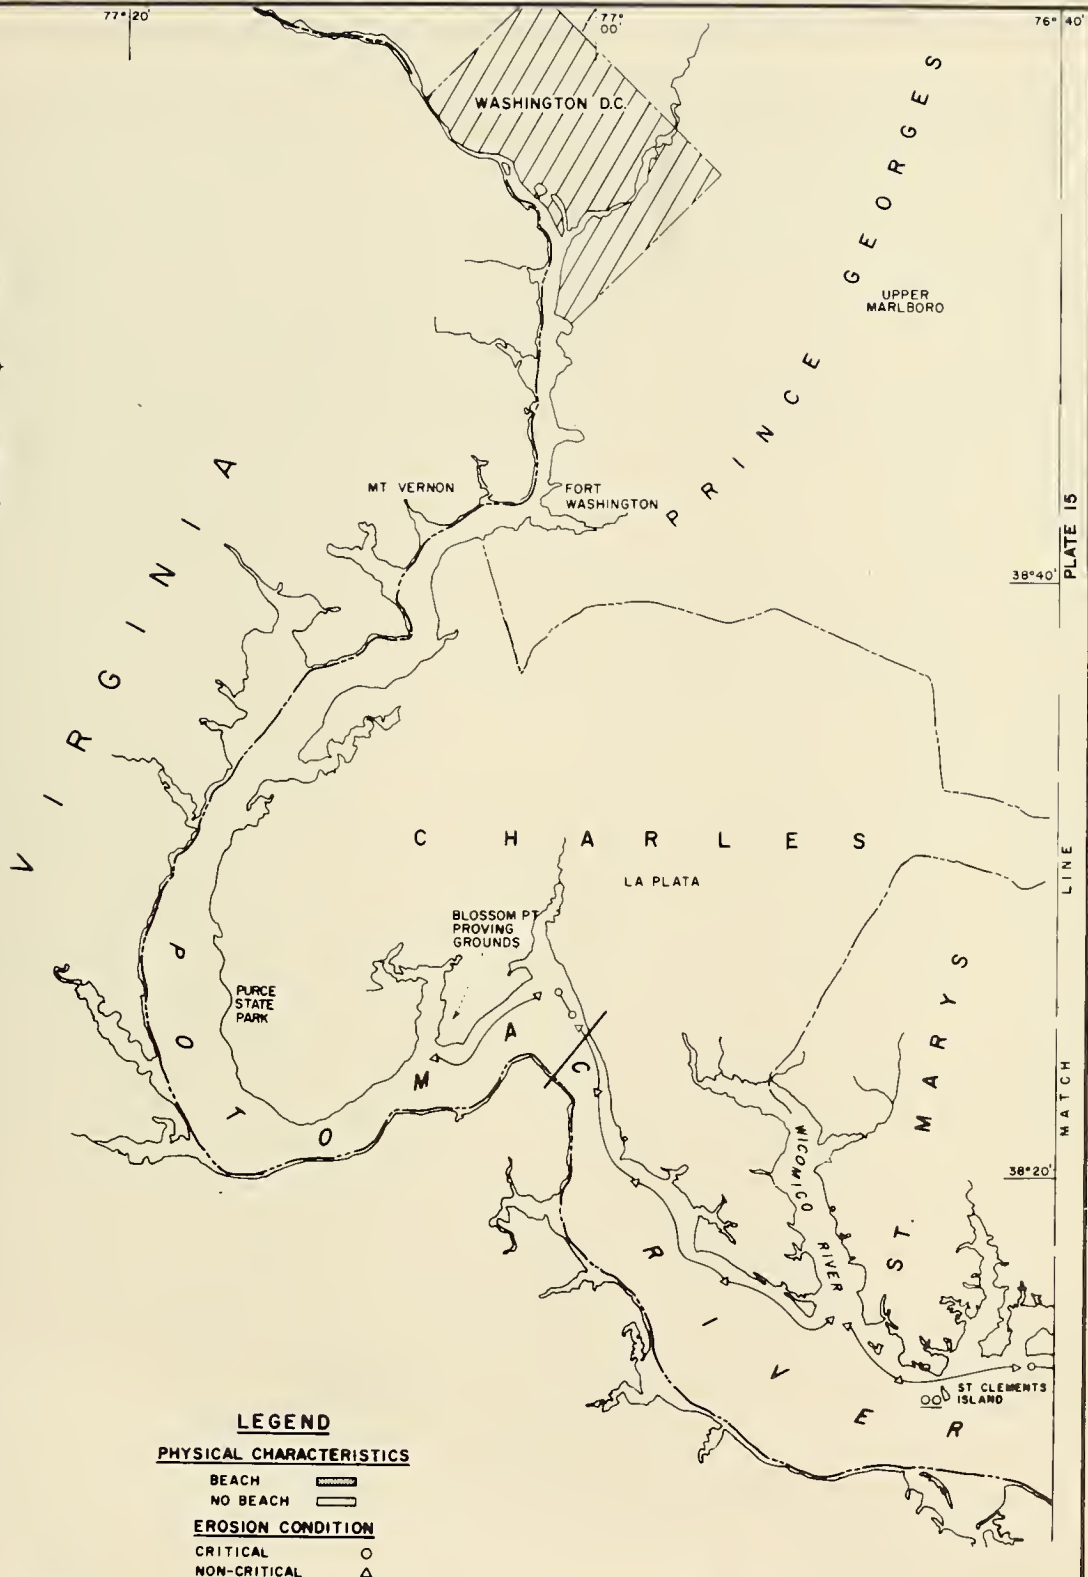 77° 20'
77° 00'
76° 40'
WASHINGTON D.C.
PRINCE GEORGES
UPPER
MARLBORO
VIRGINIA
MT VERNON
FORT
WASHINGTON
PLATE 15
38°40'
CHARLES
LA PLATA
BLOSSOM PT
PROVING
GROUNDS
PURCE
STATE
PARK
POTOMAC RIVER
MATCH LINE
38°20'
WICOMICO RIVER
ST. MARYS
ST CLEMENTS
ISLAND
LEGEND
PHYSICAL CHARACTERISTICS
BEACH
NO BEACH
EROSION CONDITION
CRITICAL
NON-CRITICAL